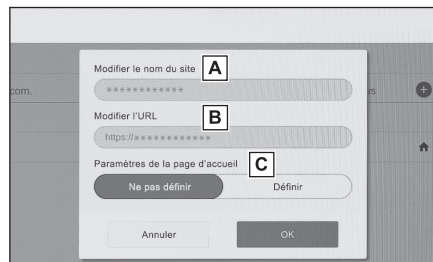 Modifier le nom du site A
************
com.
us
Modifier l'URL B
https://************
Paramètres de la page d'accueil C
Ne pas définir Définir
Annuler OK